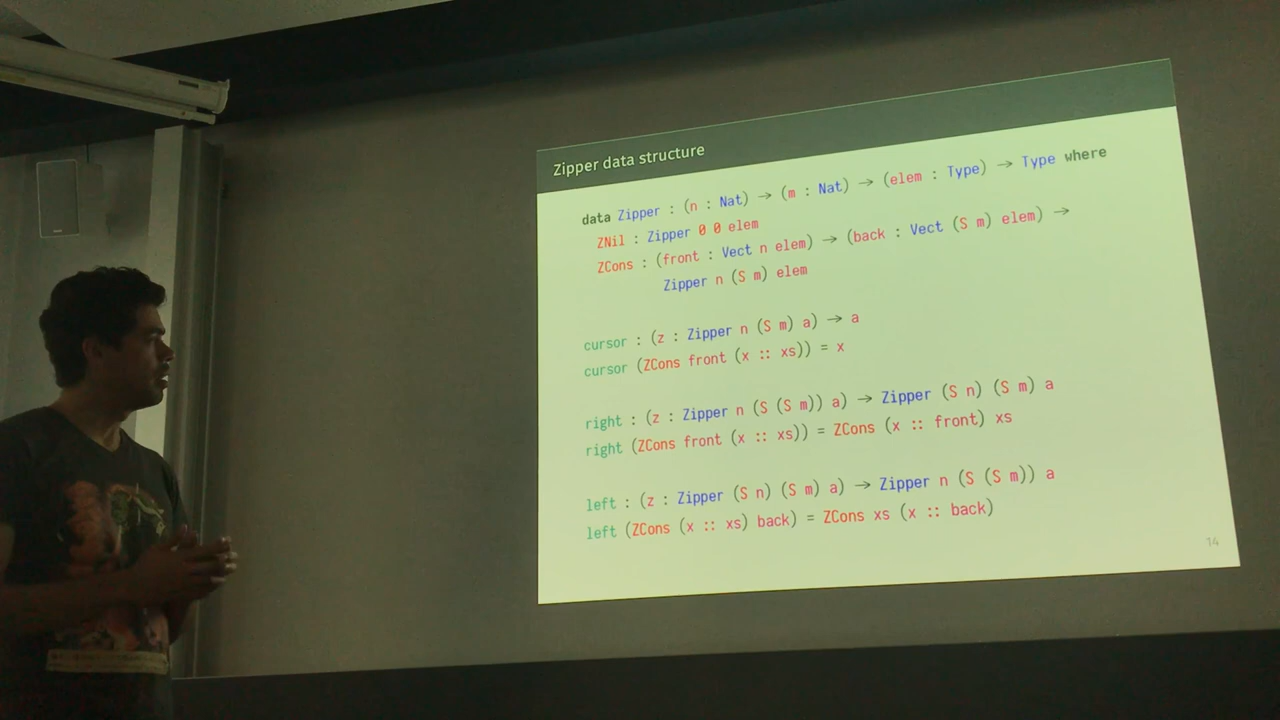 Zipper data structure
data Zipper : (n : Nat) → (m : Nat) → (elem : Type) → Type where
ZNil : Zipper 0 0 elem
ZCons : (front : Vect n elem) → (back : Vect (S m) elem) →
Zipper n (S m) elem
cursor : (z : Zipper n (S m) a) → a
cursor (ZCons front (x :: xs)) = x
right : (z : Zipper n (S (S m)) a) → Zipper (S n) (S m) a
right (ZCons front (x :: xs)) = ZCons (x :: front) xs
left : (z : Zipper (S n) (S m) a) → Zipper n (S (S m)) a
left (ZCons (x :: xs) back) = ZCons xs (x :: back)
14